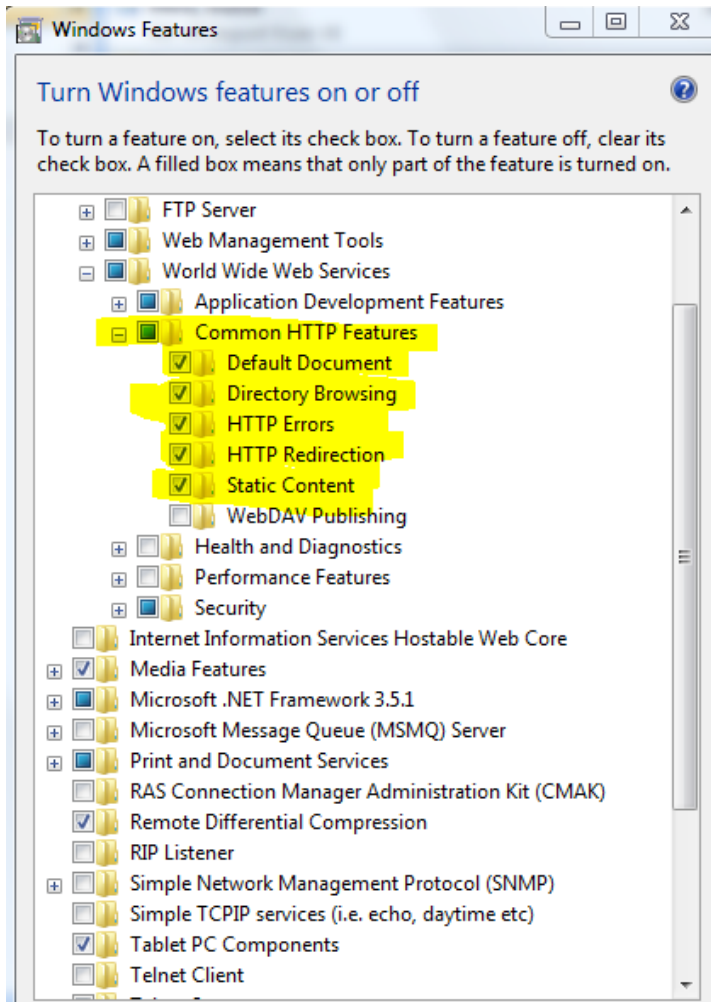 Windows Features
Turn Windows features on or off
To turn a feature on, select its check box. To turn a feature off, clear its
check box. A filled box means that only part of the feature is turned on.
FTP Server
Web Management Tools
World Wide Web Services
Application Development Features
Common HTTP Features
Default Document
Directory Browsing
HTTP Errors
HTTP Redirection
Static Content
WebDAV Publishing
Health and Diagnostics
Performance Features
Security
Internet Information Services Hostable Web Core
Media Features
Microsoft .NET Framework 3.5.1
Microsoft Message Queue (MSMQ) Server
Print and Document Services
RAS Connection Manager Administration Kit (CMAK)
Remote Differential Compression
RIP Listener
Simple Network Management Protocol (SNMP)
Simple TCPIP services (i.e. echo, daytime etc)
Tablet PC Components
Telnet Client